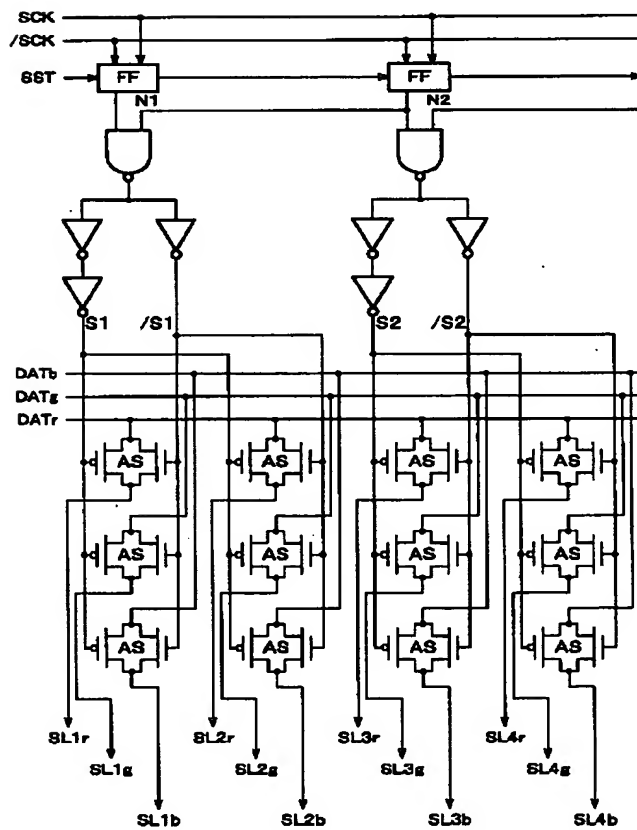 SCK
/SCK
SST
FF
FF
N1
N2
S1
/S1
S2
/S2
DATb
DATg
DATr
AS
AS
AS
AS
AS
AS
AS
AS
AS
AS
AS
AS
SL1r
SL2r
SL3r
SL4r
SL1g
SL2g
SL3g
SL4g
SL1b
SL2b
SL3b
SL4b